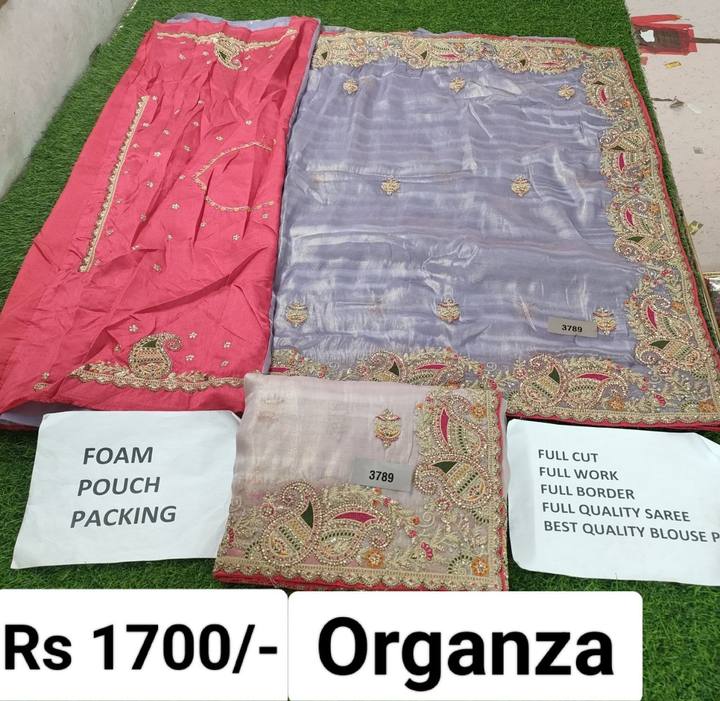 3789
3789
FOAM
POUCH
PACKING
FULL CUT
FULL WORK
FULL BORDER
FULL QUALITY SAREE
BEST QUALITY BLOUSE P
Rs 1700/-
Organza